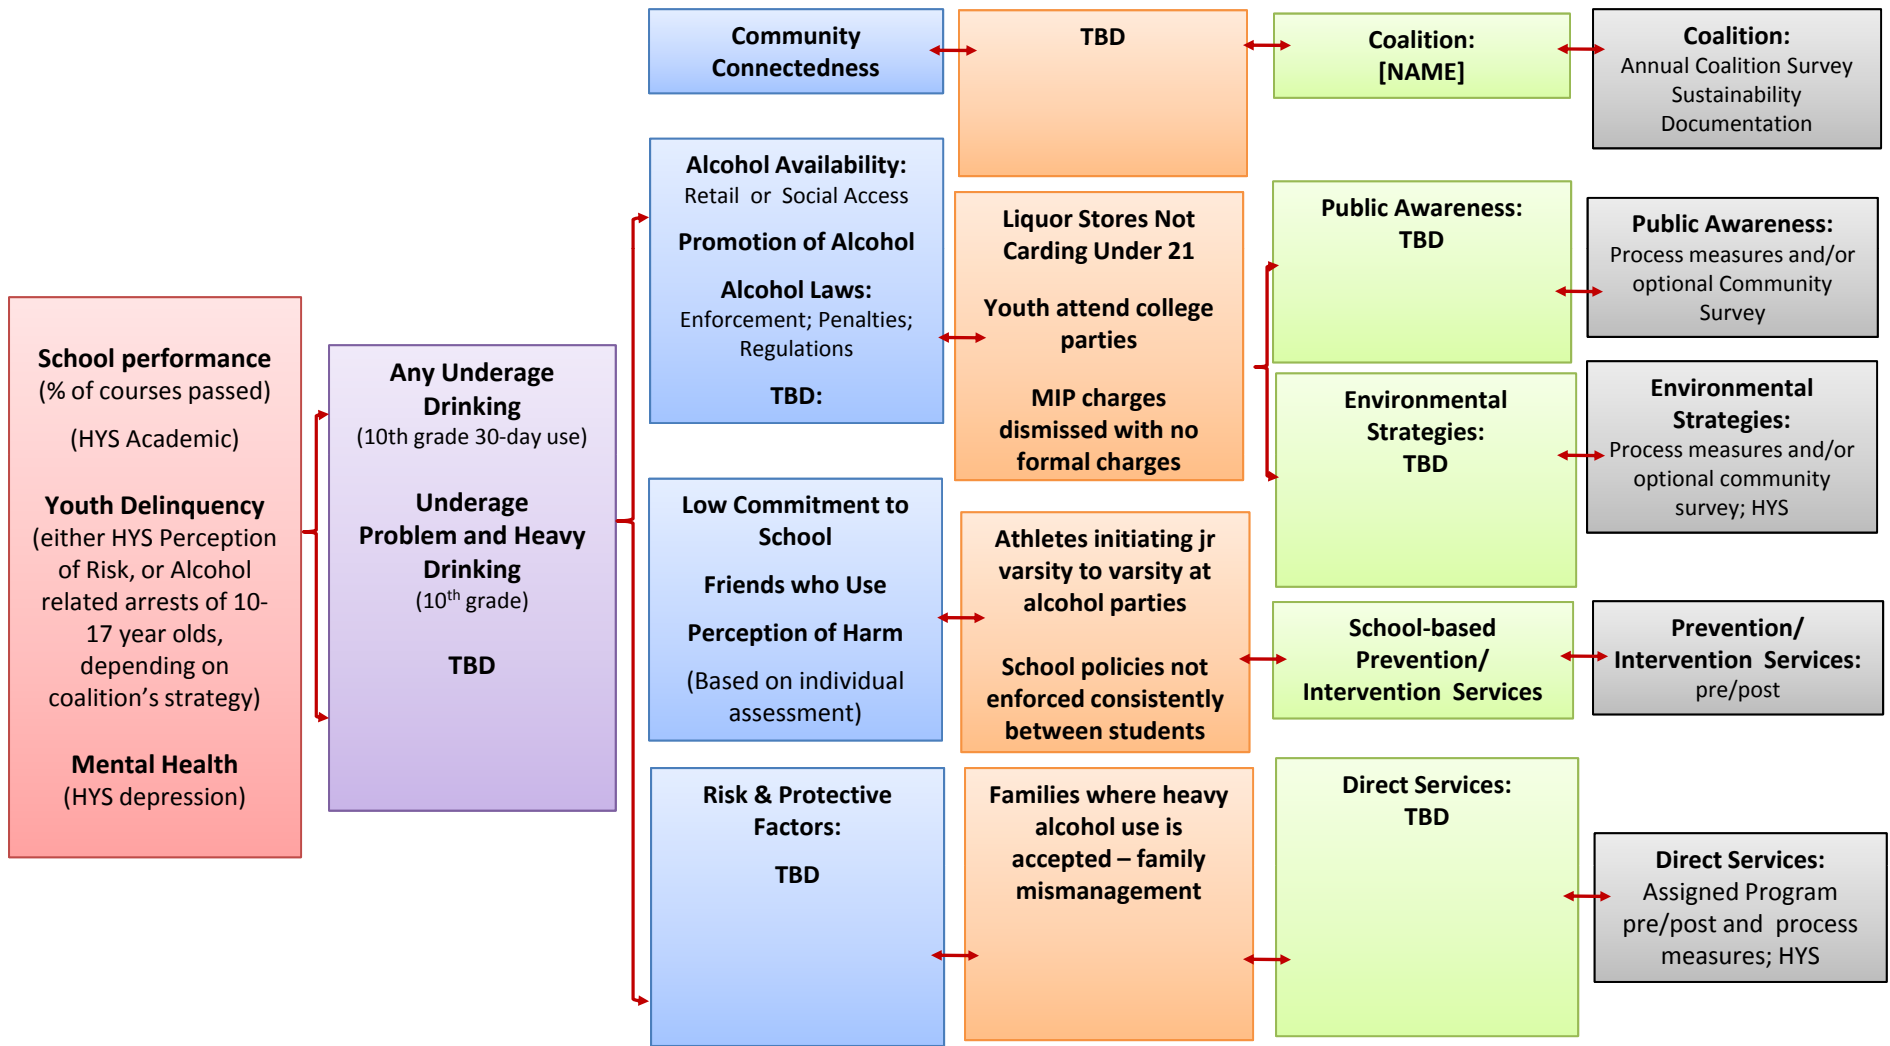 School performance
(% of courses passed)
(HYS Academic)
Youth Delinquency
(either HYS Perception
of Risk, or Alcohol
related arrests of 10-
17 year olds,
depending on
coalition’s strategy)
Mental Health
(HYS depression)
Any Underage
Drinking
(10th grade 30-day use)
Underage
Problem and Heavy
Drinking
(10th grade)
TBD
Community
Connectedness
Alcohol Availability:
Retail or Social Access
Promotion of Alcohol
Alcohol Laws:
Enforcement; Penalties;
Regulations
TBD:
Low Commitment to
School
Friends who Use
Perception of Harm
(Based on individual
assessment)
Risk & Protective
Factors:
TBD
TBD
Liquor Stores Not
Carding Under 21
Youth attend college
parties
MIP charges
dismissed with no
formal charges
Athletes initiating jr
varsity to varsity at
alcohol parties
School policies not
enforced consistently
between students
Families where heavy
alcohol use is
accepted – family
mismanagement
Coalition:
[NAME]
Public Awareness:
TBD
Environmental
Strategies:
TBD
School-based
Prevention/
Intervention Services
Direct Services:
TBD
Coalition:
Annual Coalition Survey
Sustainability
Documentation
Public Awareness:
Process measures and/or
optional Community
Survey
Environmental
Strategies:
Process measures and/or
optional community
survey; HYS
Prevention/
Intervention Services:
pre/post
Direct Services:
Assigned Program
pre/post and process
measures; HYS